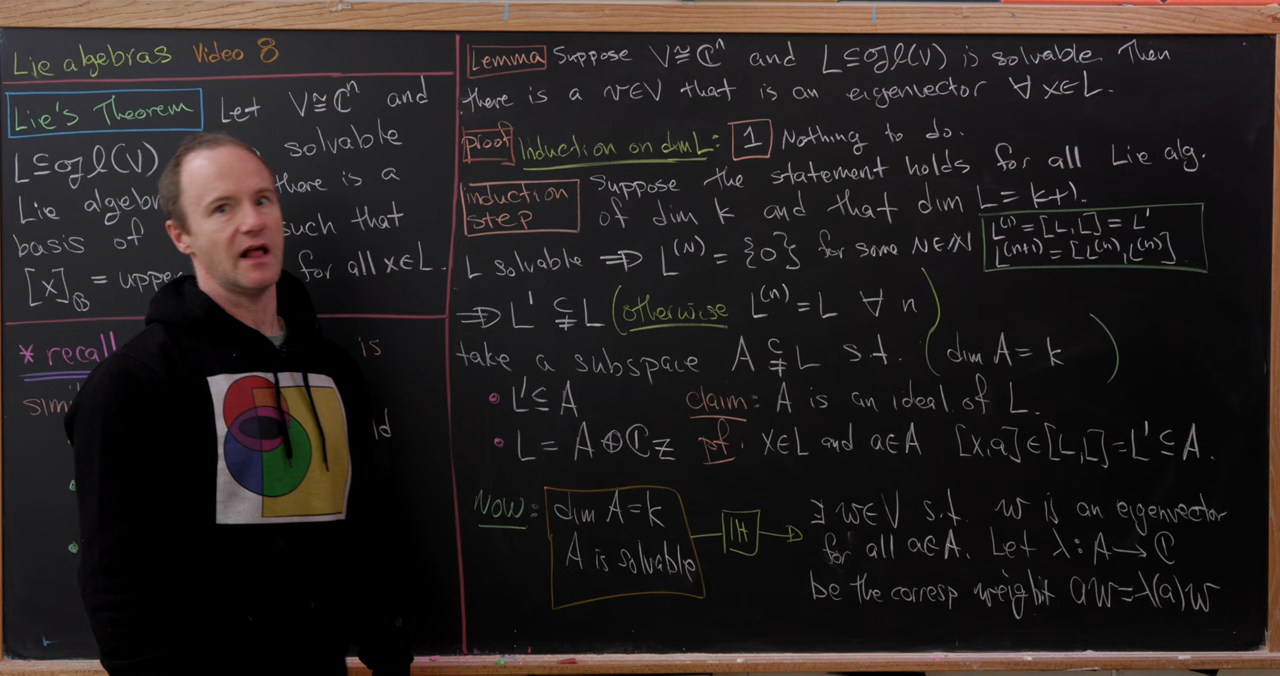 Lie algebras Video 8
Lie's Theorem Let V≅ℂⁿ and
L⊆gl(V) solvable
Lie there is a
basis of such that
[x]_B = for all x∈L.
* recall is
Lemma Suppose V≅ℂⁿ and L⊆gl(V) is solvable. Then
there is a v∈V that is an eigenvector ∀ x∈L.
proof Induction on dim L: 1 Nothing to do.
induction step Suppose the statement holds for all Lie alg.
of dim k and that dim L = k+1.
L solvable ⇒ L^(N) = {0} for some N∈ℕ
L^(1) = [L,L] = L'
L^(n+1) = [L^(n), L^(n)]
⇒ L' ⊊ L (otherwise L^(n) = L ∀ n)
take a subspace A ⊊ L s.t. (dim A = k)
• L' ⊆ A claim: A is an ideal of L.
• L = A⊕ℂz pf. x∈L and a∈A [x,a]∈[L,L]=L'⊆A.
Now: dim A = k
A is solvable
IH
∃ w∈V s.t. w is an eigenvector
for all a∈A. Let λ: A→ℂ
be the corresp weight aw=λ(a)w